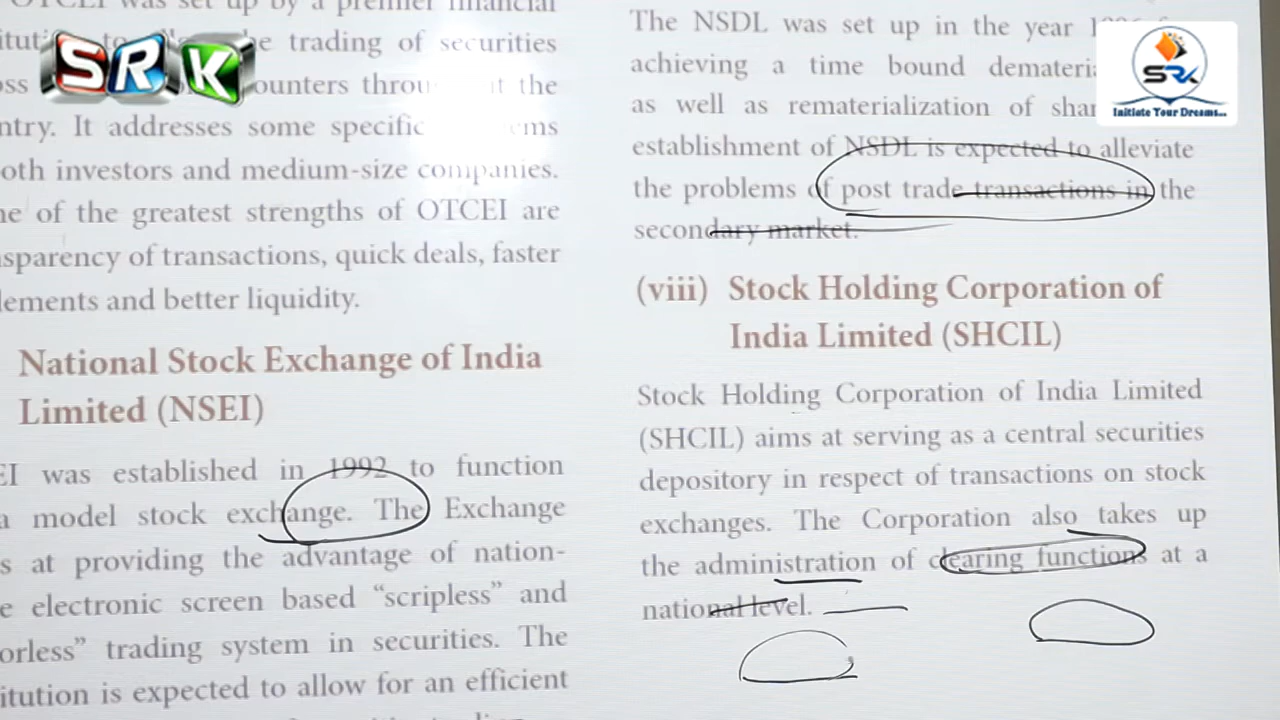 OTCEI was set up by a premier financial
the trading of securities
counters the
ntry. It addresses some specific
oth investors and medium-size companies.
ne of the greatest strengths of OTCEI are
nsparency of transactions, quick deals, faster
lements and better liquidity.
National Stock Exchange of India
Limited (NSEI)
EI was established in 1992 to function
a model stock exchange. The Exchange
s at providing the advantage of nation-
e electronic screen based “scripless” and
orless” trading system in securities. The
itution is expected to allow for an efficient
The NSDL was set up in the year
achieving a time bound
as well as rematerialization of
establishment of NSDL is expected to alleviate
the problems of post trade transactions in the
secondary market.
(viii) Stock Holding Corporation of
India Limited (SHCIL)
Stock Holding Corporation of India Limited
(SHCIL) aims at serving as a central securities
depository in respect of transactions on stock
exchanges. The Corporation also takes up
the administration of clearing functions at a
national level.
SRK
SRK
Initiate Your Dreams...